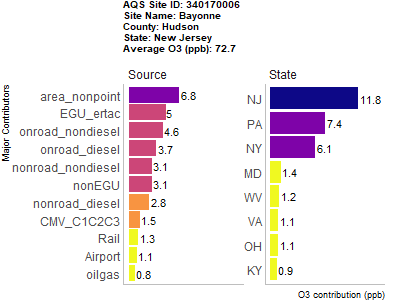 AQS Site ID: 340170006
Site Name: Bayonne
County: Hudson
State: New Jersey
Average O3 (ppb): 72.7
Major Contributors
Source
area_nonpoint 6.8
EGU_ertac 5
onroad_nondiesel 4.6
onroad_diesel 3.7
nonroad_nondiesel 3.1
nonEGU 3.1
nonroad_diesel 2.8
CMV_C1C2C3 1.5
Rail 1.3
Airport 1.1
oilgas 0.8
State
NJ 11.8
PA 7.4
NY 6.1
MD 1.4
WV 1.2
VA 1.1
OH 1.1
KY 0.9
O3 contribution (ppb)